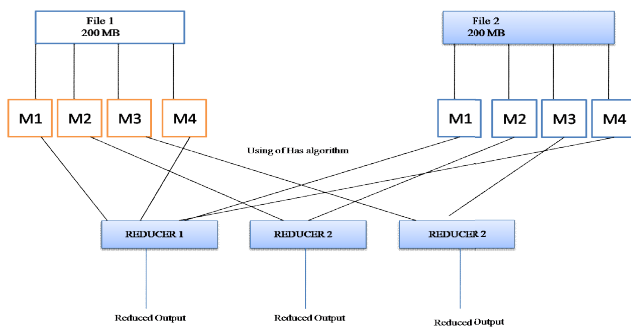 File 1
200 MB
File 2
200 MB
M1
M2
M3
M4
M1
M2
M3
M4
Using of Has algorithm
REDUCER 1
REDUCER 2
REDUCER 2
Reduced Output
Reduced Output
Reduced Output